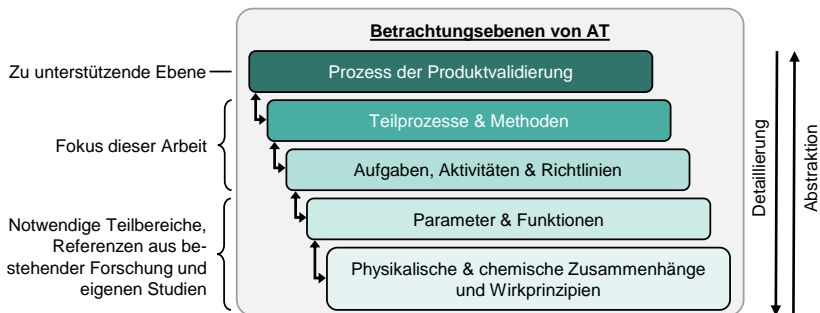 Betrachtungsebenen von AT
Zu unterstützende Ebene
Prozess der Produktvalidierung
Fokus dieser Arbeit
Teilprozesse & Methoden
Aufgaben, Aktivitäten & Richtlinien
Notwendige Teilbereiche,
Referenzen aus be-
stehender Forschung und
eigenen Studien
Parameter & Funktionen
Physikalische & chemische Zusammenhänge
und Wirkprinzipien
Detaillierung
Abstraktion